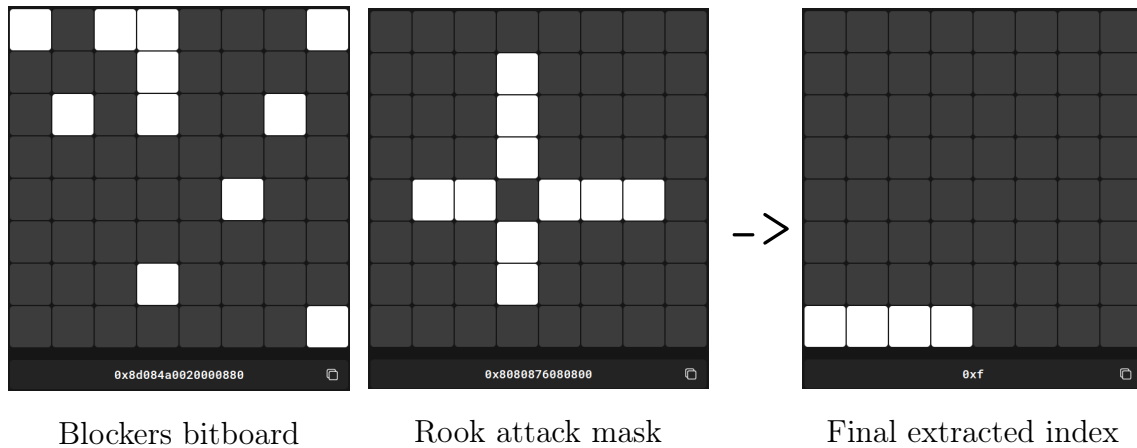 0x8d084a0020000880
0x8080876080800
0xf
Blockers bitboard
Rook attack mask
Final extracted index